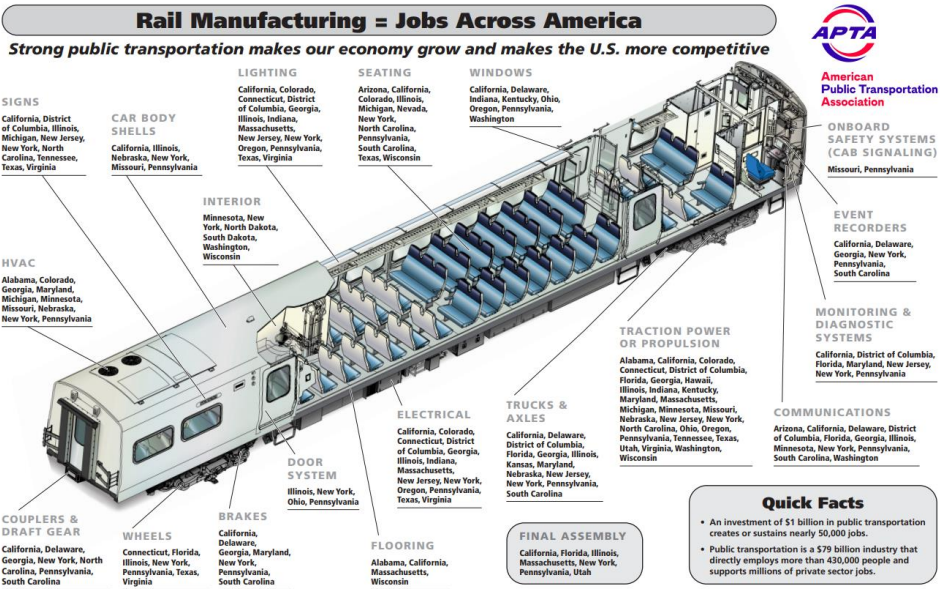 Rail Manufacturing = Jobs Across America
Strong public transportation makes our economy grow and makes the U.S. more competitive
APTA
American
Public Transportation
Association
SIGNS
California, District
of Columbia, Illinois,
Michigan, New Jersey,
New York, North
Carolina, Tennessee,
Texas, Virginia
CAR BODY
SHELLS
California, Illinois,
Nebraska, New York,
Missouri, Pennsylvania
LIGHTING
California, Colorado,
Connecticut, District
of Columbia, Georgia,
Illinois, Indiana,
Massachusetts,
New Jersey, New York,
Oregon, Pennsylvania,
Texas, Virginia
SEATING
Arizona, California,
Colorado, Illinois,
Michigan, Nevada,
New York,
North Carolina,
Pennsylvania,
South Carolina,
Texas, Wisconsin
WINDOWS
California, Delaware,
Indiana, Kentucky, Ohio,
Oregon, Pennsylvania,
Washington
ONBOARD
SAFETY SYSTEMS
(CAB SIGNALING)
Missouri, Pennsylvania
INTERIOR
Minnesota, New
York, North Dakota,
South Dakota,
Washington,
Wisconsin
EVENT
RECORDERS
California, Delaware,
Georgia, New York,
Pennsylvania,
South Carolina
HVAC
Alabama, Colorado,
Georgia, Maryland,
Michigan, Minnesota,
Missouri, Nebraska,
New York, Pennsylvania
MONITORING &
DIAGNOSTIC
SYSTEMS
California, District of Columbia,
Florida, Maryland, New Jersey,
New York, Pennsylvania
TRACTION POWER
OR PROPULSION
Alabama, California, Colorado,
Connecticut, District of Columbia,
Florida, Georgia, Hawaii,
Illinois, Indiana, Kentucky,
Maryland, Massachusetts,
Michigan, Minnesota, Missouri,
Nebraska, New Jersey, New York,
North Carolina, Ohio, Oregon,
Pennsylvania, Tennessee, Texas,
Utah, Virginia, Washington,
Wisconsin
COMMUNICATIONS
Arizona, California, Delaware, District
of Columbia, Florida, Georgia, Illinois,
Minnesota, New York, Pennsylvania,
South Carolina, Washington
TRUCKS &
AXLES
California, Delaware,
District of Columbia,
Florida, Georgia, Illinois,
Kansas, Maryland,
Nebraska, New Jersey,
New York, Pennsylvania,
South Carolina
ELECTRICAL
California, Colorado,
Connecticut, District
of Columbia, Georgia,
Illinois, Indiana,
Massachusetts,
New Jersey, New York,
Oregon, Pennsylvania,
Texas, Virginia
DOOR
SYSTEM
Illinois, New York,
Ohio, Pennsylvania
COUPLERS &
DRAFT GEAR
California, Delaware,
Georgia, New York, North
Carolina, Pennsylvania,
South Carolina
WHEELS
Connecticut, Florida,
Illinois, New York,
Pennsylvania, Texas,
Virginia
BRAKES
California,
Delaware,
Georgia, Maryland,
New York,
Pennsylvania,
South Carolina
FLOORING
Alabama, California,
Massachusetts,
Wisconsin
FINAL ASSEMBLY
California, Florida, Illinois,
Massachusetts, New York,
Pennsylvania, Utah
Quick Facts
• An investment of $1 billion in public transportation
creates or sustains nearly 50,000 jobs.
• Public transportation is a $79 billion industry that
directly employs more than 430,000 people and
supports millions of private sector jobs.